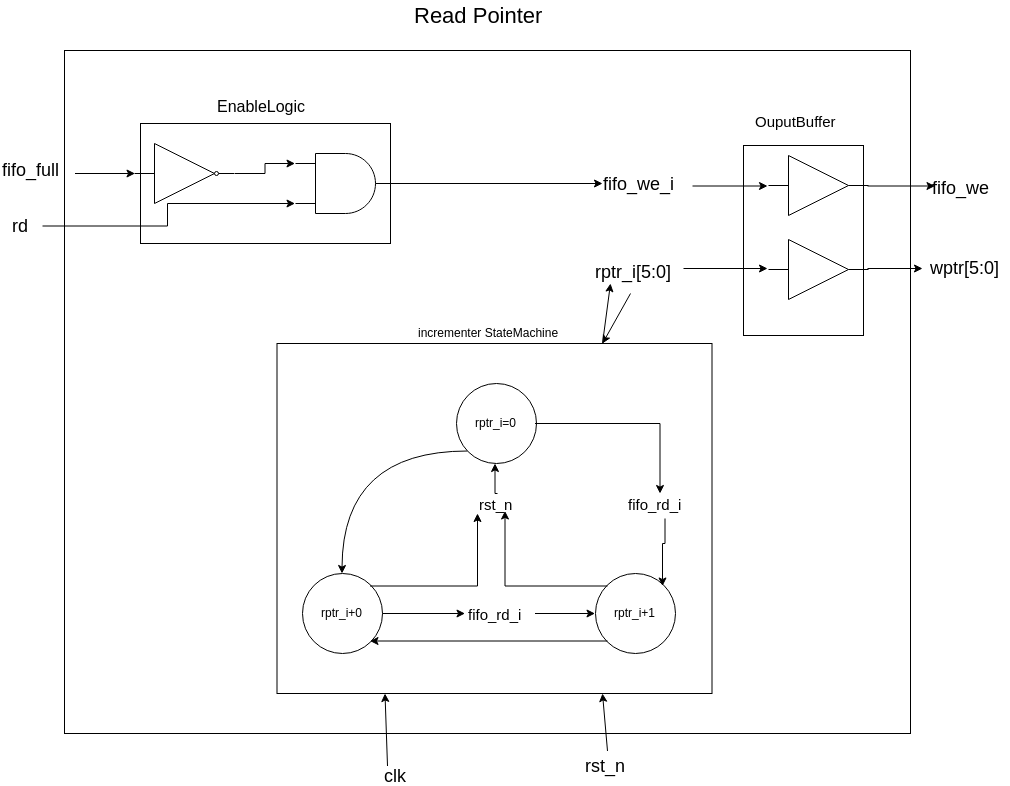 Read Pointer
EnableLogic
OuputBuffer
fifo_full
fifo_we_i
fifo_we
rd
rptr_i[5:0]
wptr[5:0]
incrementer StateMachine
rptr_i=0
rst_n
fifo_rd_i
rptr_i+0
fifo_rd_i
rptr_i+1
clk
rst_n